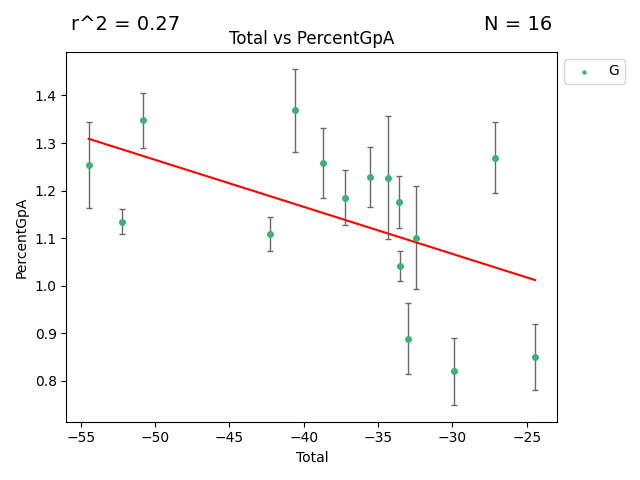 r^2 = 0.27
N = 16
Total vs PercentGpA
G
PercentGpA
1.4
1.3
1.2
1.1
1.0
0.9
0.8
−55 −50 −45 −40 −35 −30 −25
Total